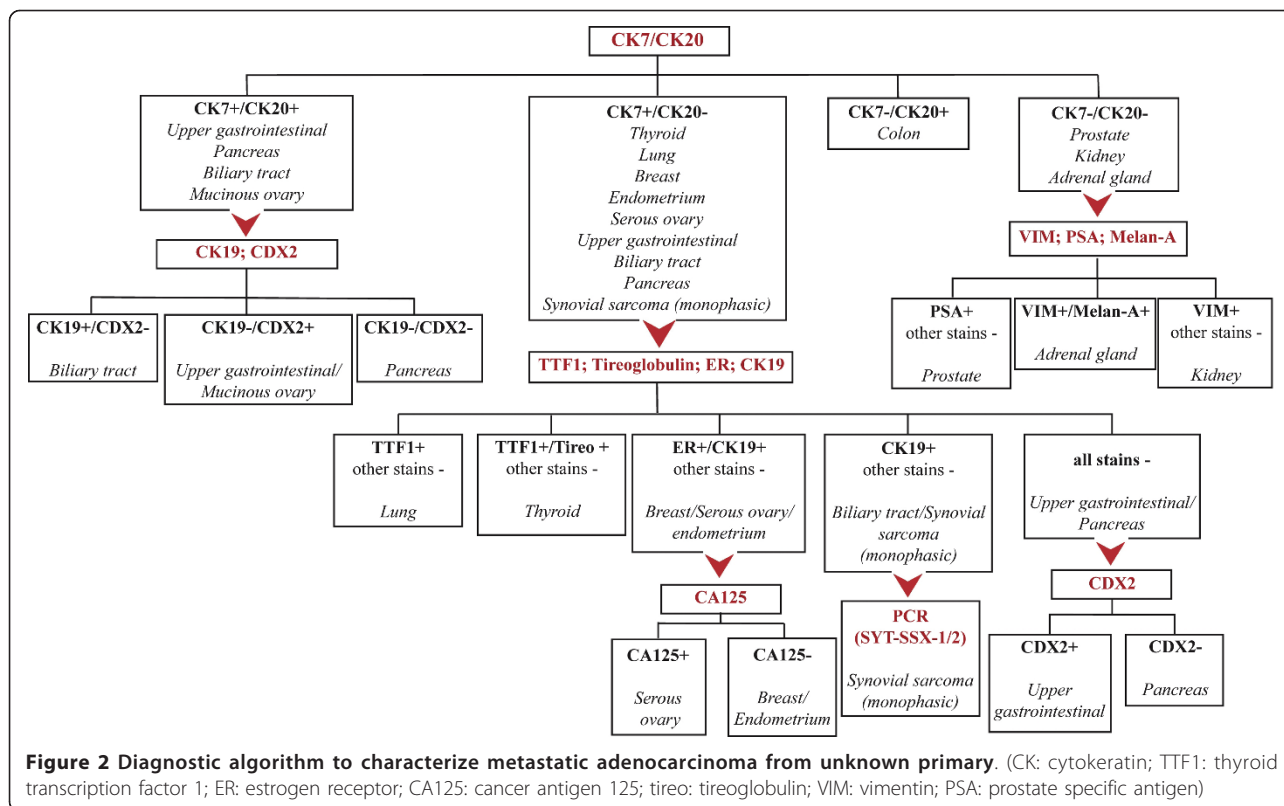 CK7/CK20
CK7+/CK20+
Upper gastrointestinal
Pancreas
Biliary tract
Mucinous ovary
CK7+/CK20-
Thyroid
Lung
Breast
Endometrium
Serous ovary
Upper gastrointestinal
Biliary tract
Pancreas
Synovial sarcoma (monophasic)
CK7-/CK20+
Colon
CK7-/CK20-
Prostate
Kidney
Adrenal gland
CK19; CDX2
VIM; PSA; Melan-A
CK19+/CDX2-
Biliary tract
CK19-/CDX2+
Upper gastrointestinal/
Mucinous ovary
CK19-/CDX2-
Pancreas
PSA+
other stains -
Prostate
VIM+/Melan-A+
Adrenal gland
VIM+
other stains -
Kidney
TTF1; Tireoglobulin; ER; CK19
TTF1+
other stains -
Lung
TTF1+/Tireo +
other stains -
Thyroid
ER+/CK19+
other stains -
Breast/Serous ovary/
endometrium
CK19+
other stains -
Biliary tract/Synovial
sarcoma
(monophasic)
all stains -
Upper gastrointestinal/
Pancreas
CA125
PCR
(SYT-SSX-1/2)
Synovial sarcoma
(monophasic)
CDX2
CA125+
Serous
ovary
CA125-
Breast/
Endometrium
CDX2+
Upper
gastrointestinal
CDX2-
Pancreas
Figure 2 Diagnostic algorithm to characterize metastatic adenocarcinoma from unknown primary. (CK: cytokeratin; TTF1: thyroid
transcription factor 1; ER: estrogen receptor; CA125: cancer antigen 125; tireo: tireoglobulin; VIM: vimentin; PSA: prostate specific antigen)